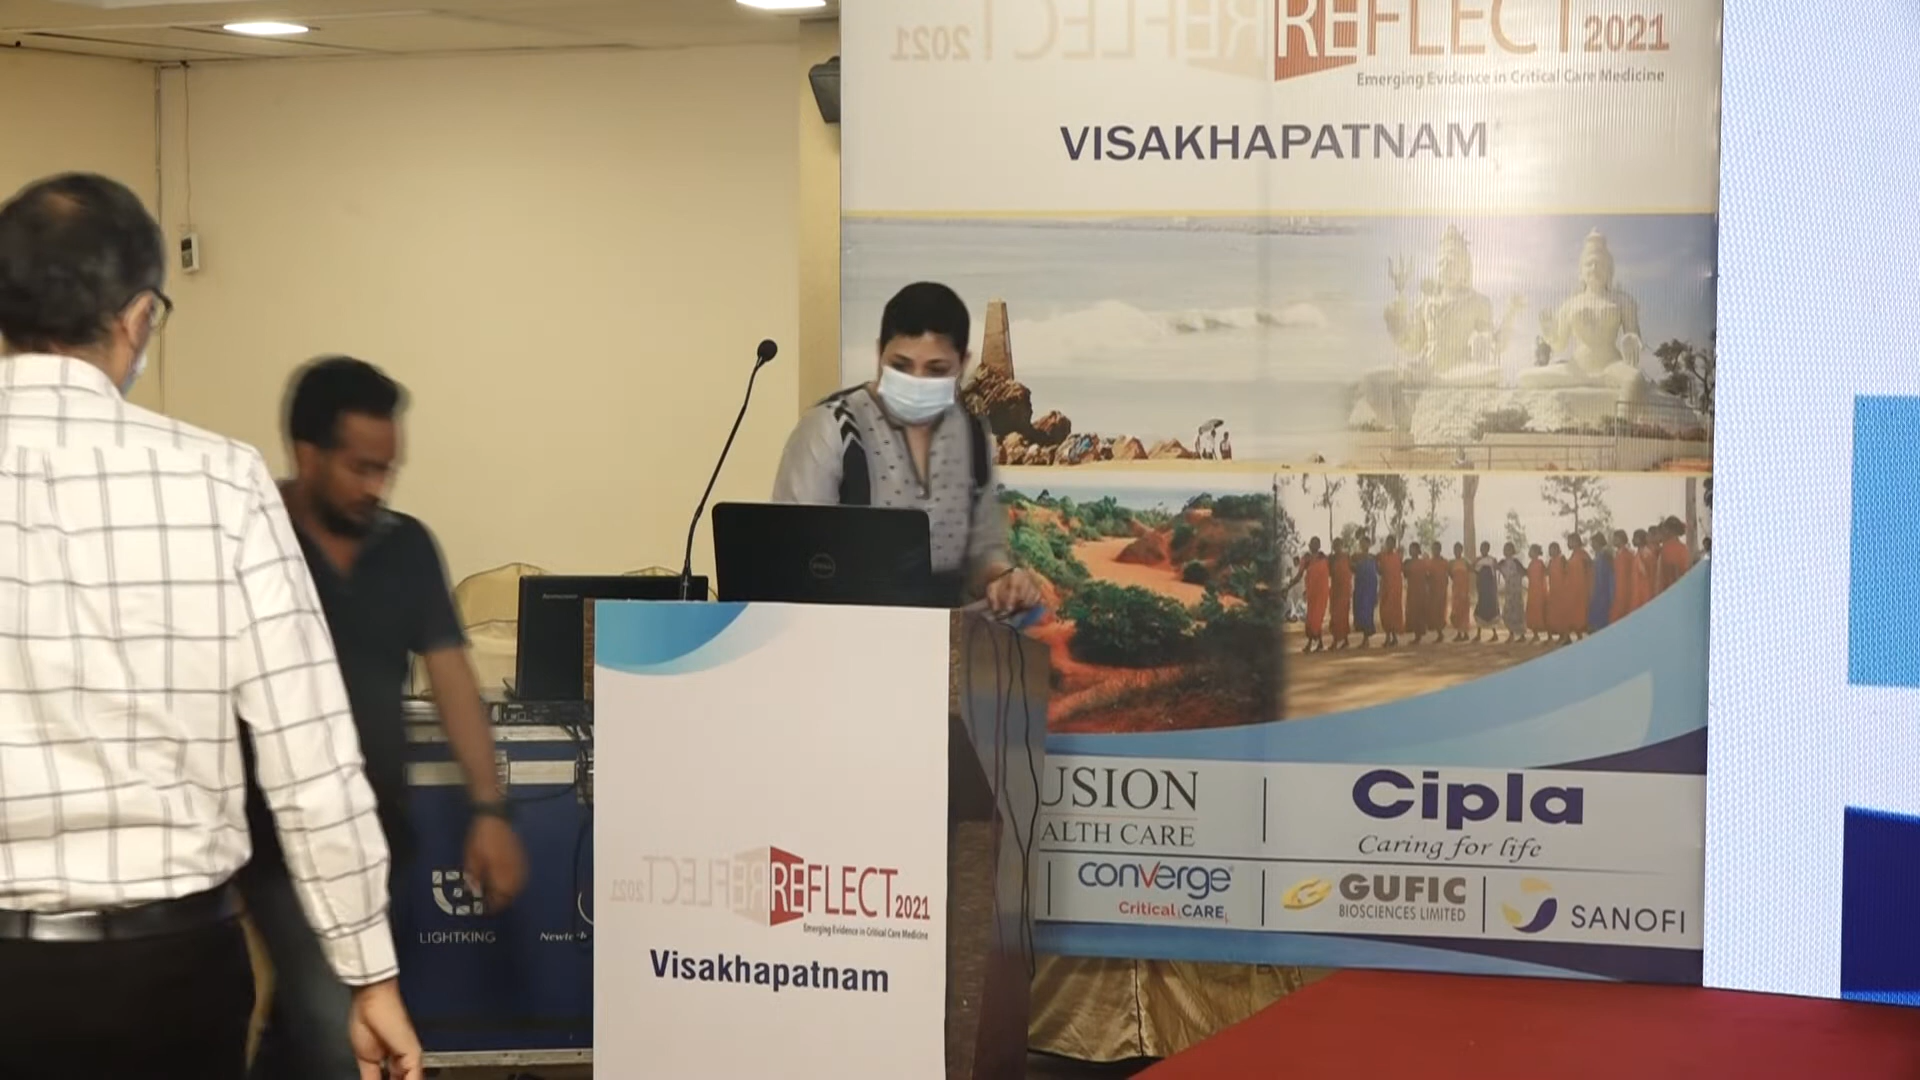 REFLECT 2021
Emerging Evidence in Critical Care Medicine
VISAKHAPATNAM
DELL
USION
ALTH CARE
Cipla
Caring for life
converge
Critical CARE
GUFIC
BIOSCIENCES LIMITED
SANOFI
LIGHTKING
REFLECT 2021
Emerging Evidence in Critical Care Medicine
Visakhapatnam